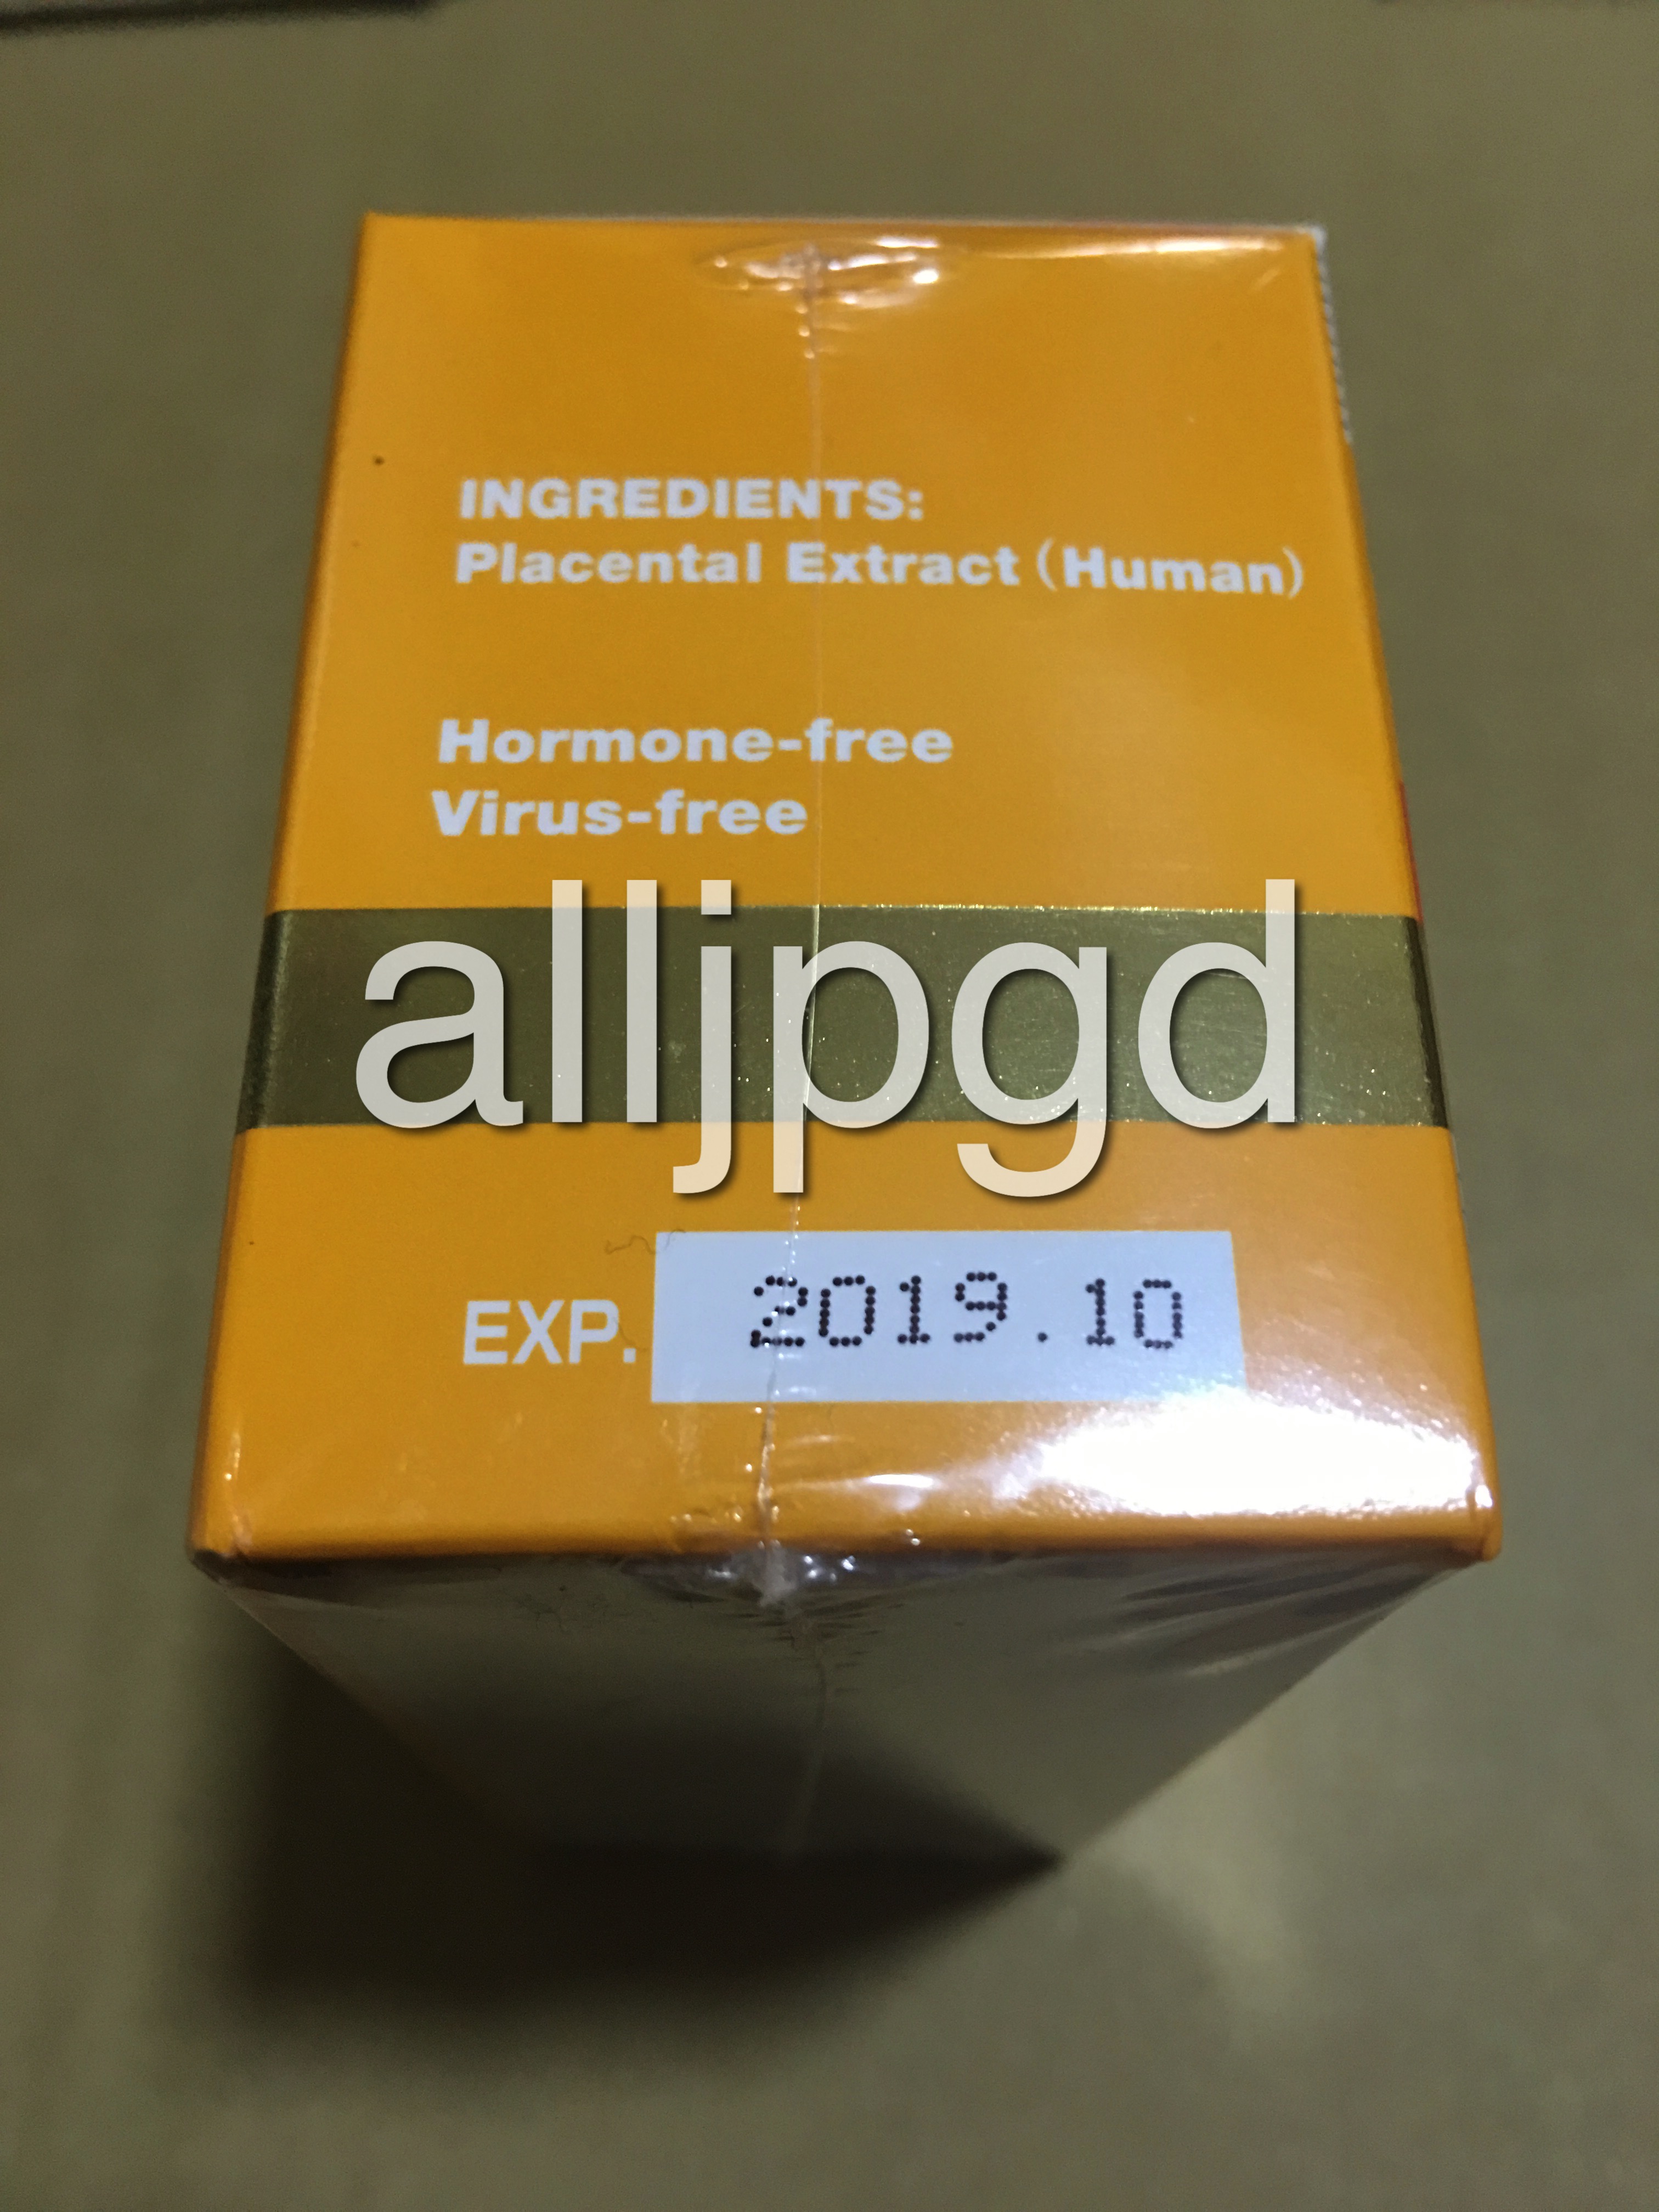 INGREDIENTS:
Placental Extract (Human)
Hormone-free
Virus-free
alljpgd
EXP. 2019.10